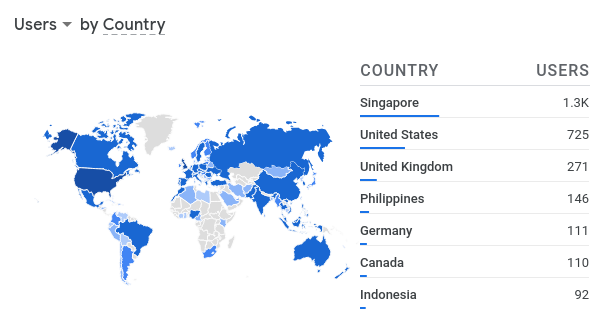 Users by Country
COUNTRY USERS
Singapore 1.3K
United States 725
United Kingdom 271
Philippines 146
Germany 111
Canada 110
Indonesia 92